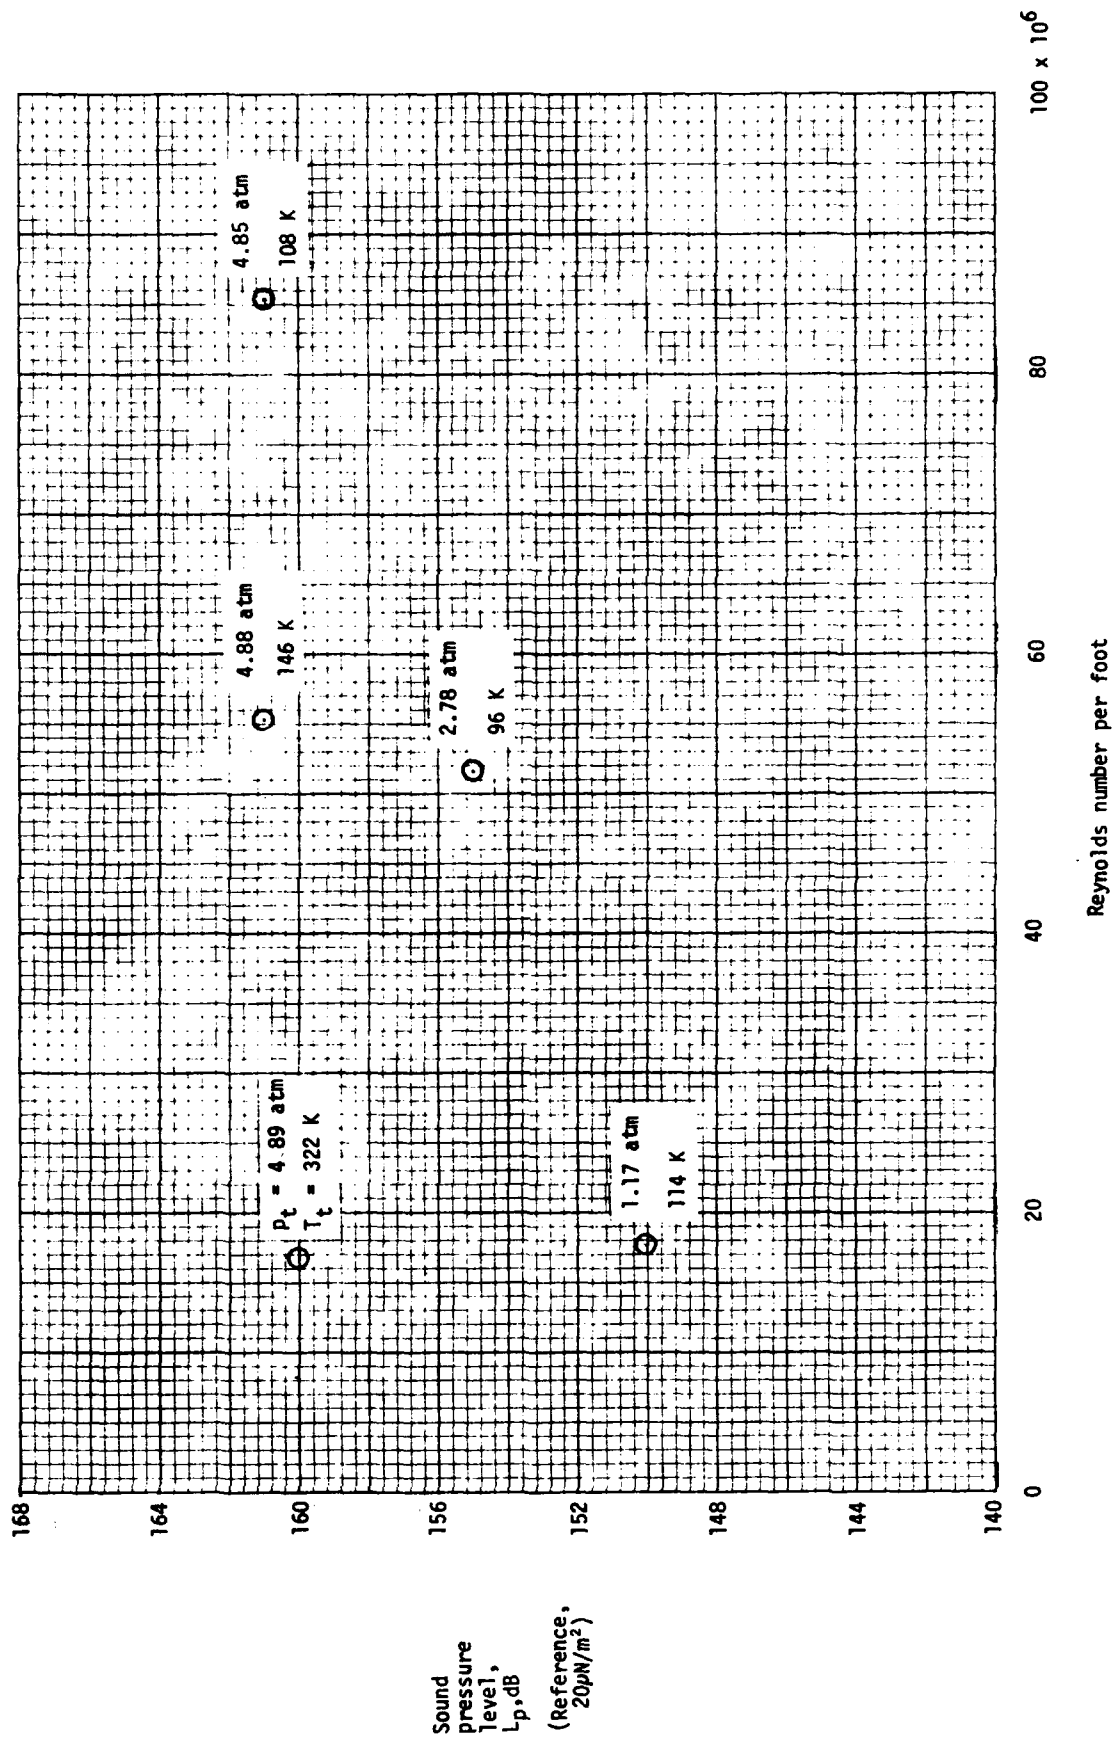 168
164
160
156
152
148
144
140
Sound
pressure
level,
Lp,dB
(Reference,
20μN/m²)
Pt = 4.89 atm
Tt = 322 K
1.17 atm
114 K
4.88 atm
146 K
2.78 atm
96 K
4.85 atm
108 K
0
20
40
60
80
100 x 10⁶
Reynolds number per foot